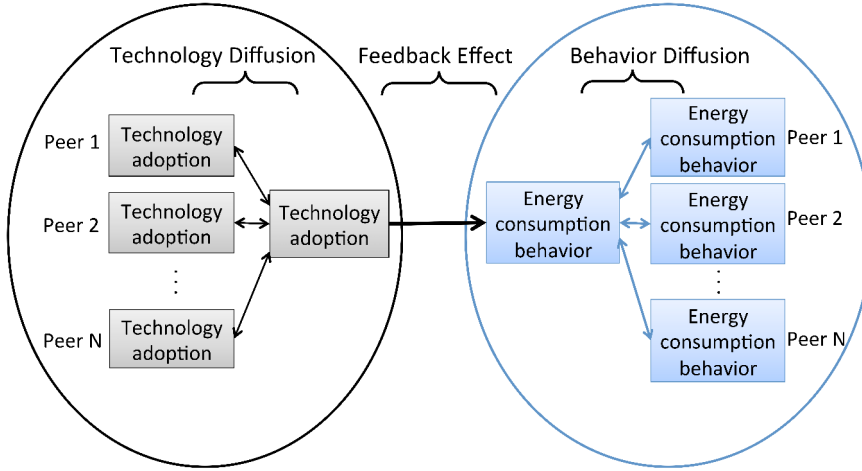 Technology Diffusion
Feedback Effect
Behavior Diffusion
Peer 1
Technology
adoption
Peer 2
Technology
adoption
Peer N
Technology
adoption
Technology
adoption
Energy
consumption
behavior
Energy
consumption
behavior
Peer 1
Energy
consumption
behavior
Peer 2
Energy
consumption
behavior
Peer N